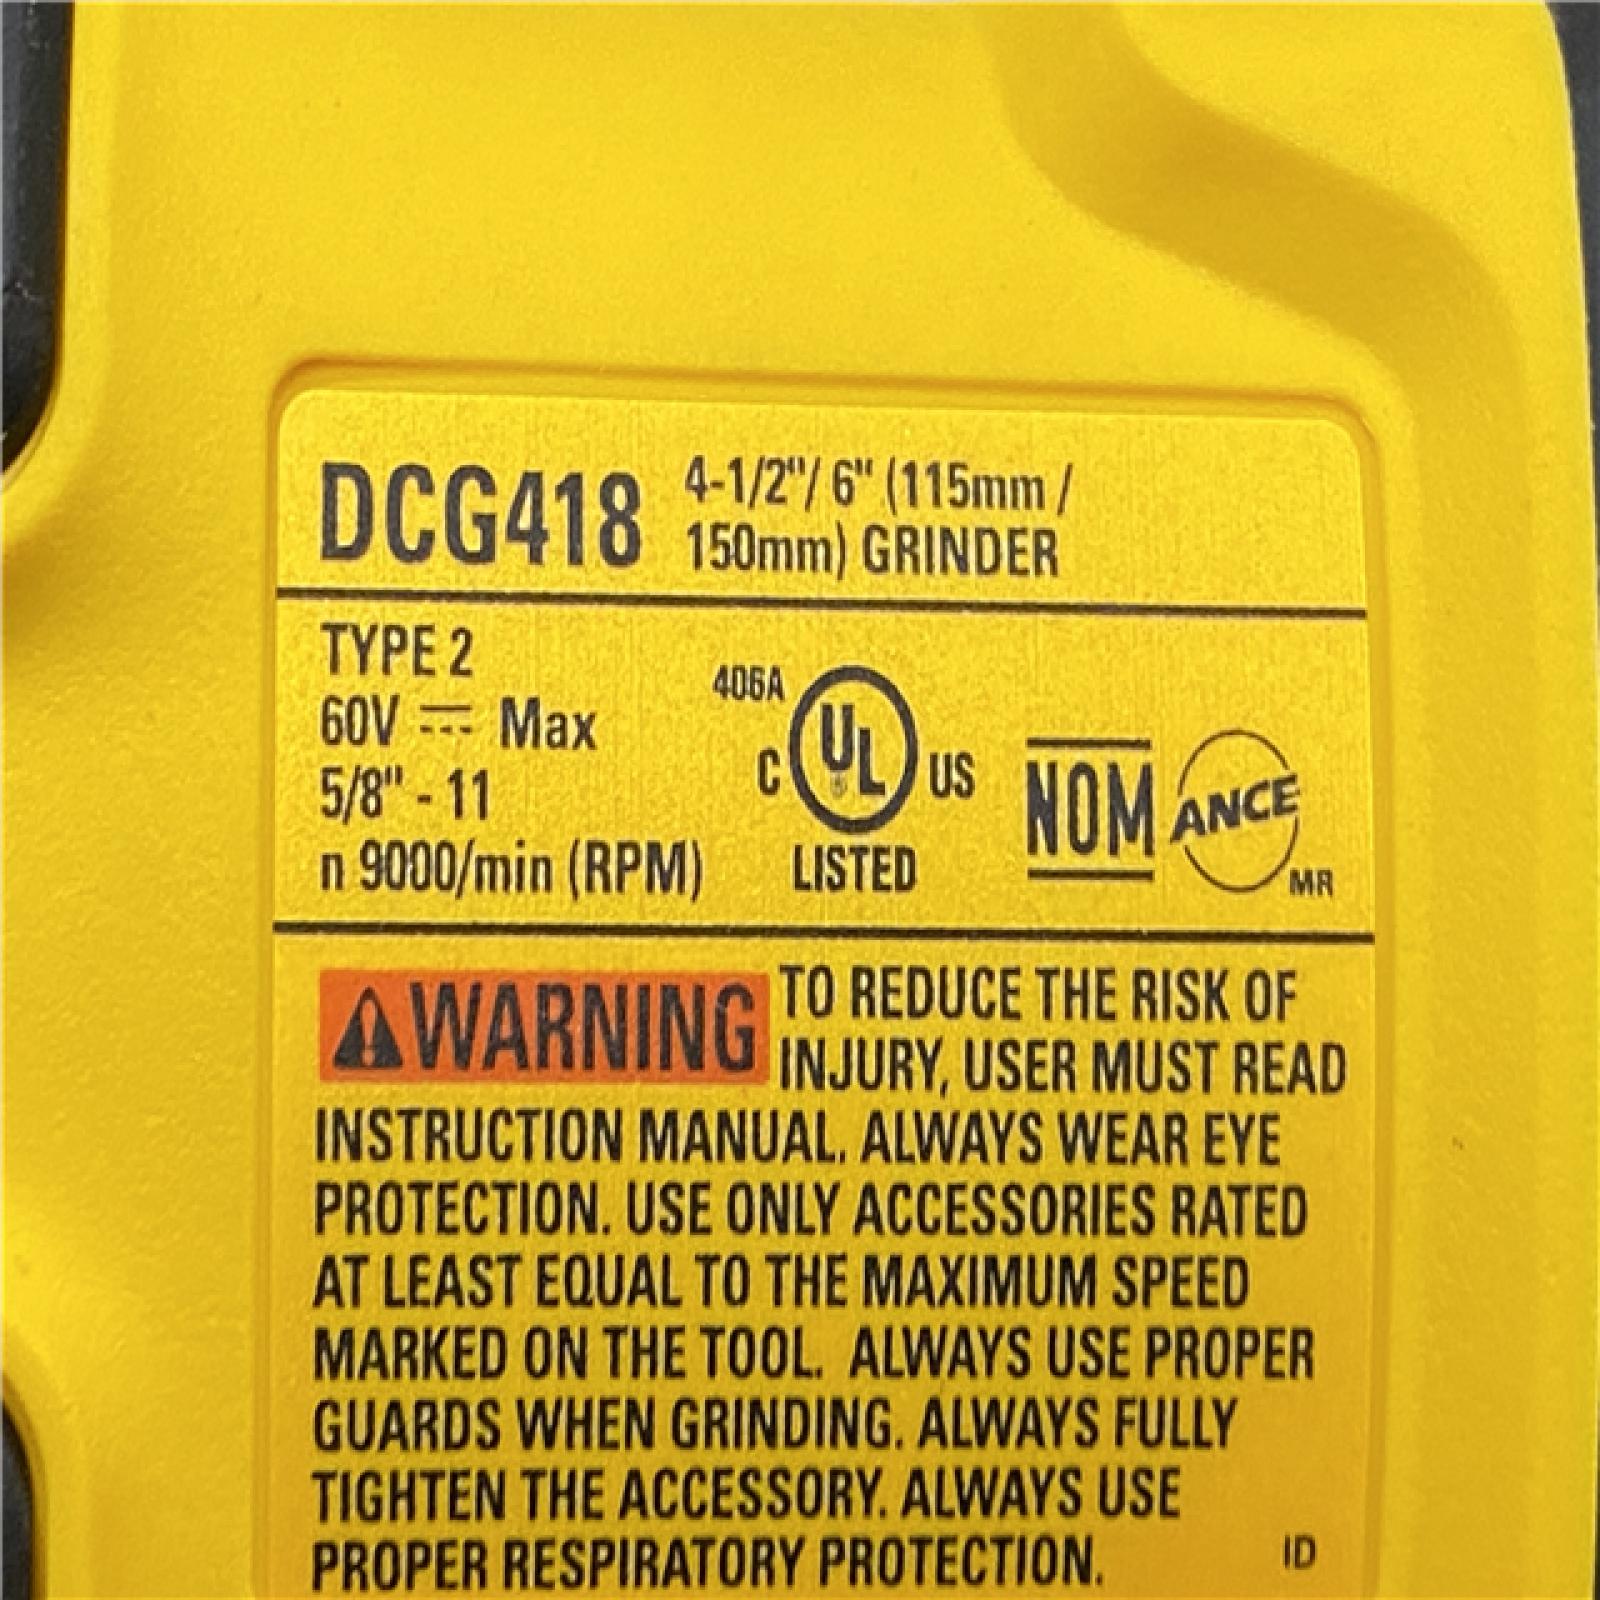 DCG418 4-1/2"/ 6" (115mm /
150mm) GRINDER
TYPE 2
60V ⎓ Max
5/8" - 11
n 9000/min (RPM)
406A
C UL US
LISTED
NOM ANCE
MR
WARNING TO REDUCE THE RISK OF
INJURY, USER MUST READ
INSTRUCTION MANUAL. ALWAYS WEAR EYE
PROTECTION. USE ONLY ACCESSORIES RATED
AT LEAST EQUAL TO THE MAXIMUM SPEED
MARKED ON THE TOOL. ALWAYS USE PROPER
GUARDS WHEN GRINDING. ALWAYS FULLY
TIGHTEN THE ACCESSORY. ALWAYS USE
PROPER RESPIRATORY PROTECTION. ID